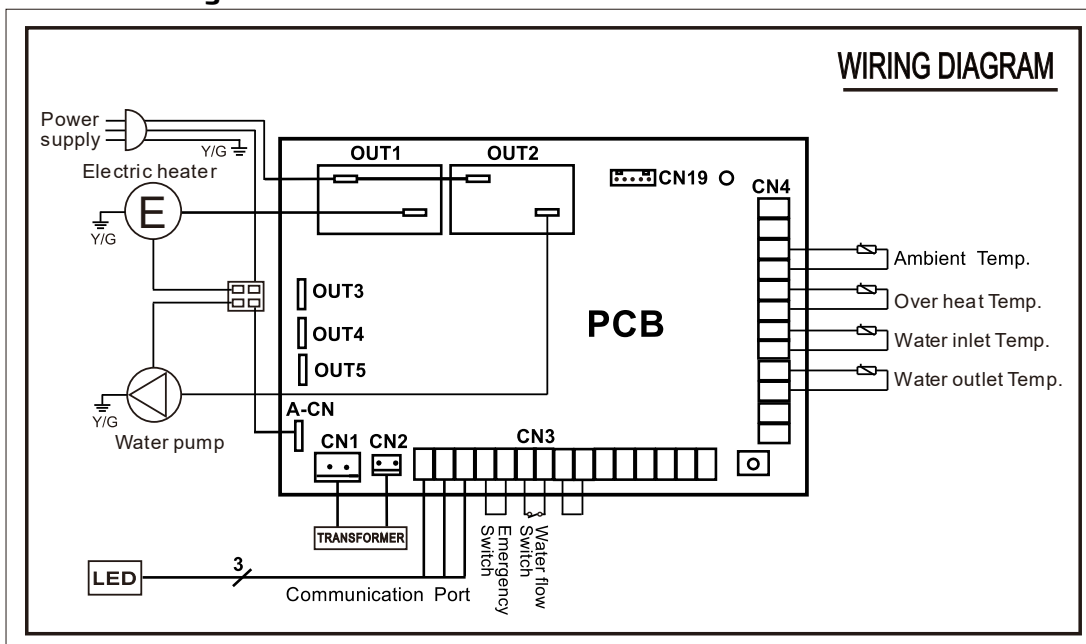 WIRING DIAGRAM
Power
supply
Y/G
Electric heater
E
Y/G
OUT1
OUT2
CN19
CN4
Ambient Temp.
Over heat Temp.
Water inlet Temp.
Water outlet Temp.
OUT3
OUT4
OUT5
PCB
Y/G
Water pump
A-CN
CN1
CN2
CN3
TRANSFORMER
Emergency
Switch
Water flow
Switch
LED
3
Communication Port